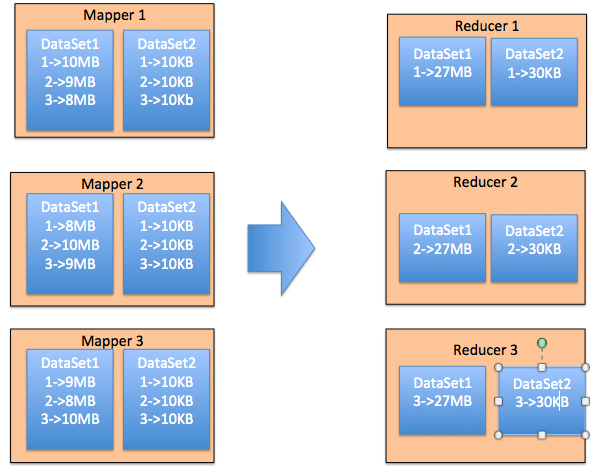 Mapper 1
DataSet1
1->10MB
2->9MB
3->8MB
DataSet2
1->10KB
2->10KB
3->10Kb
Reducer 1
DataSet1
1->27MB
DataSet2
1->30KB
Mapper 2
DataSet1
1->8MB
2->10MB
3->9MB
DataSet2
1->10KB
2->10KB
3->10KB
Reducer 2
DataSet1
2->27MB
DataSet2
2->30KB
Mapper 3
DataSet1
1->9MB
2->8MB
3->10MB
DataSet2
1->10KB
2->10KB
3->10KB
Reducer 3
DataSet1
3->27MB
DataSet2
3->30KB